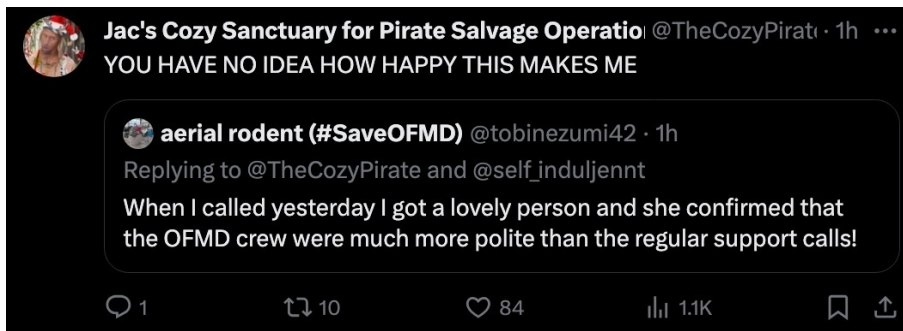 Jac's Cozy Sanctuary for Pirate Salvage Operatio @TheCozyPirat · 1h
YOU HAVE NO IDEA HOW HAPPY THIS MAKES ME
aerial rodent (#SaveOFMD) @tobinezumi42 · 1h
Replying to @TheCozyPirate and @self_induljennt
When I called yesterday I got a lovely person and she confirmed that
the OFMD crew were much more polite than the regular support calls!
1 10 84 1.1K